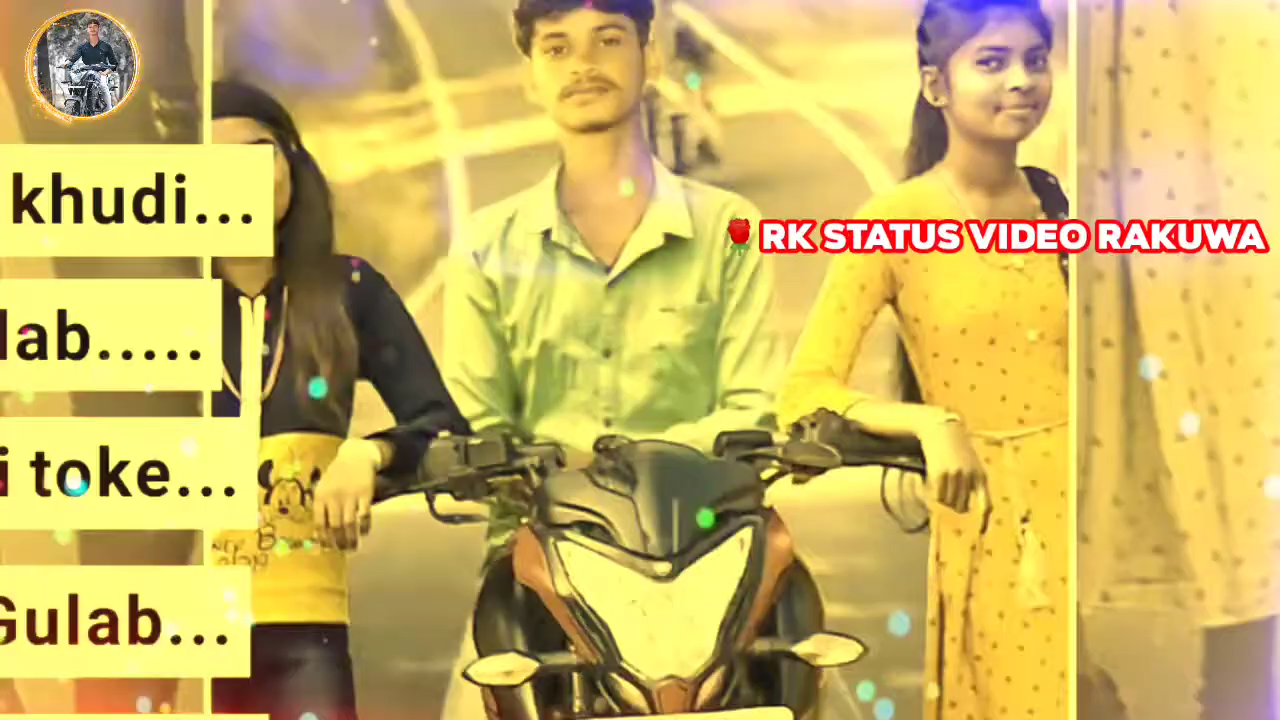 khudi...
🌹RK STATUS VIDEO RAKUWA
lab.....
i toke...
Gulab...